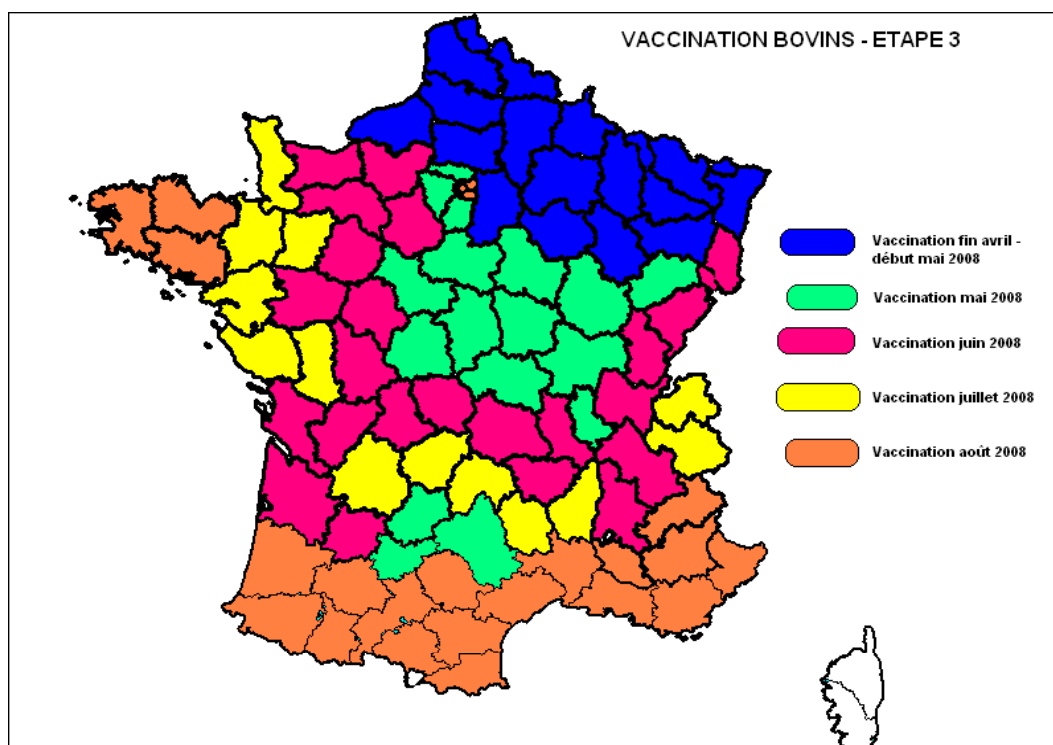 VACCINATION BOVINS - ETAPE 3
Vaccination fin avril -
début mai 2008
Vaccination mai 2008
Vaccination juin 2008
Vaccination juillet 2008
Vaccination août 2008